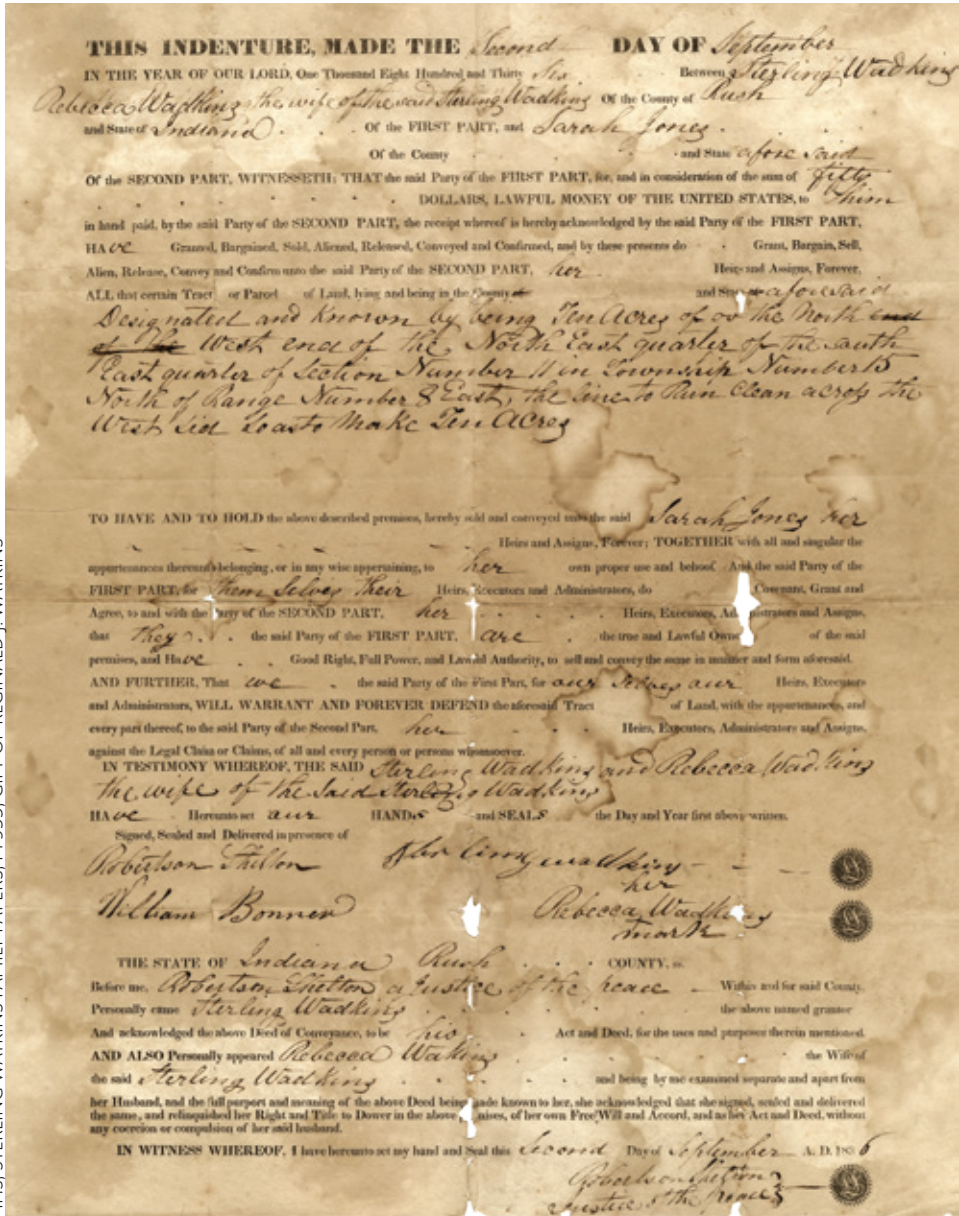 THIS INDENTURE, MADE THE Second DAY OF September
IN THE YEAR OF OUR LORD, One Thousand Eight Hundred and Thirty Six Between Sterling Wadkins
Rebecca Wadkins the wife of the said Sterling Wadkins Of the County of Rush
and State of Indiana Of the FIRST PART, and Sarah Jones
Of the County and State afore said
Of the SECOND PART, WITNESSETH; THAT the said Party of the FIRST PART, for, and in consideration of the sum of fifty
DOLLARS, LAWFUL MONEY OF THE UNITED STATES, to Thim
in hand paid, by the said Party of the SECOND PART, the receipt whereof is hereby acknowledged by the said Party of the FIRST PART,
HAve Granted, Bargained, Sold, Aliened, Released, Conveyed and Confirmed, and by these presents do Grant, Bargain, Sell,
Alien, Release, Convey and Confirm unto the said Party of the SECOND PART, her Heirs and Assigns, Forever,
ALL that certain Tract or Parcel of Land, lying and being in the County and State aforesaid
Designated and Known by being Ten Acres of the North end
of the West end of the North East quarter of the South
East quarter of Section Number 11 in Township Number 15
North of Range Number 8 East, the line to Run clean across the
West Sid so as to Make Ten Acres
TO HAVE AND TO HOLD the above described premises, hereby sold and conveyed unto the said Sarah Jones her
Heirs and Assigns, Forever; TOGETHER with all and singular the
appurtenances thereunto belonging, or in any wise appertaining, to her own proper use and behoof And the said Party of the
FIRST PART, for them Selves their Heirs, Executors and Administrators, do Covenant, Grant and
Agree, to and with the Party of the SECOND PART, her Heirs, Executors, Administrators and Assigns,
that they the said Party of the FIRST PART, are the true and Lawful Owner of the said
premises, and Have Good Right, Full Power, and Lawful Authority, to sell and convey the same in manner and form aforesaid.
AND FURTHER, That we the said Party of the First Part, for our Selves our Heirs, Executors
and Administrators, WILL WARRANT AND FOREVER DEFEND the aforesaid Tract of Land, with the appurtenances, and
every part thereof, to the said Party of the Second Part, her Heirs, Executors, Administrators and Assigns,
against the Legal Claim or Claims, of all and every person or persons whomsoever.
IN TESTIMONY WHEREOF, THE SAID Sterling Wadkins and Rebecca Wadkins
the wife of the Said Sterling Wadkins
HAve Hereunto set our HANDs and SEALs the Day and Year first above written.
Signed, Sealed and Delivered in presence of
Robertson Shelton Sterling wadkins
her
William Bonner Rebecca Wadkins
mark
THE STATE OF Indiana Rush COUNTY, ss.
Before me, Robertson Shelton a Justice of the peace Within and for said County.
Personally came Sterling Wadkins the above named grantor
And acknowledged the above Deed of Conveyance, to be his Act and Deed, for the uses and purposes therein mentioned.
AND ALSO Personally appeared Rebecca Watkins the Wife of
the said Sterling Wadkins and being by me examined separate and apart from
her Husband, and the full purport and meaning of the above Deed being made known to her, she acknowledged that she signed, sealed and delivered
the same, and relinquished her Right and Title to Dower in the above premises, of her own Free Will and Accord, and as her Act and Deed, without
any coercion or compulsion of her said husband.
IN WITNESS WHEREOF, I have hereunto set my hand and Seal this Second Day of September A. D. 1836
Robertson Shelton
Justice of the Peace